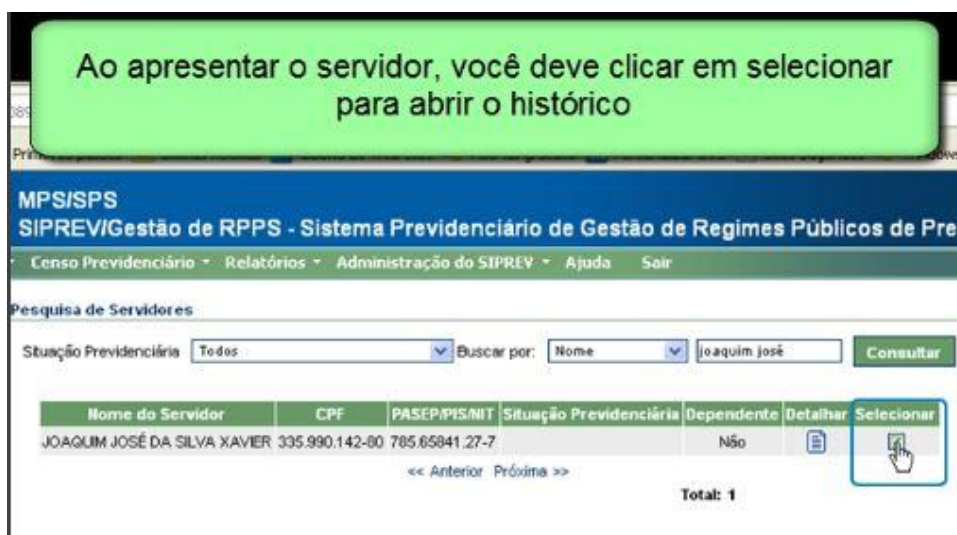 Ao apresentar o servidor, você deve clicar em selecionar
para abrir o histórico
MPS/SPS
SIPREV/Gestão de RPPS - Sistema Previdenciário de Gestão de Regimes Públicos de Pre
Censo Previdenciário Relatórios Administração do SIPREV Ajuda Sair
Pesquisa de Servidores
Situação Previdenciária Todos Buscar por: Nome joaquim josé Consultar
Nome do Servidor CPF PASEP/PIS/NIT Situação Previdenciária Dependente Detalhar Selecionar
JOAQUIM JOSÉ DA SILVA XAVIER 335.990.142-80 785.65841.27-7 Não
<< Anterior Próxima >>
Total: 1